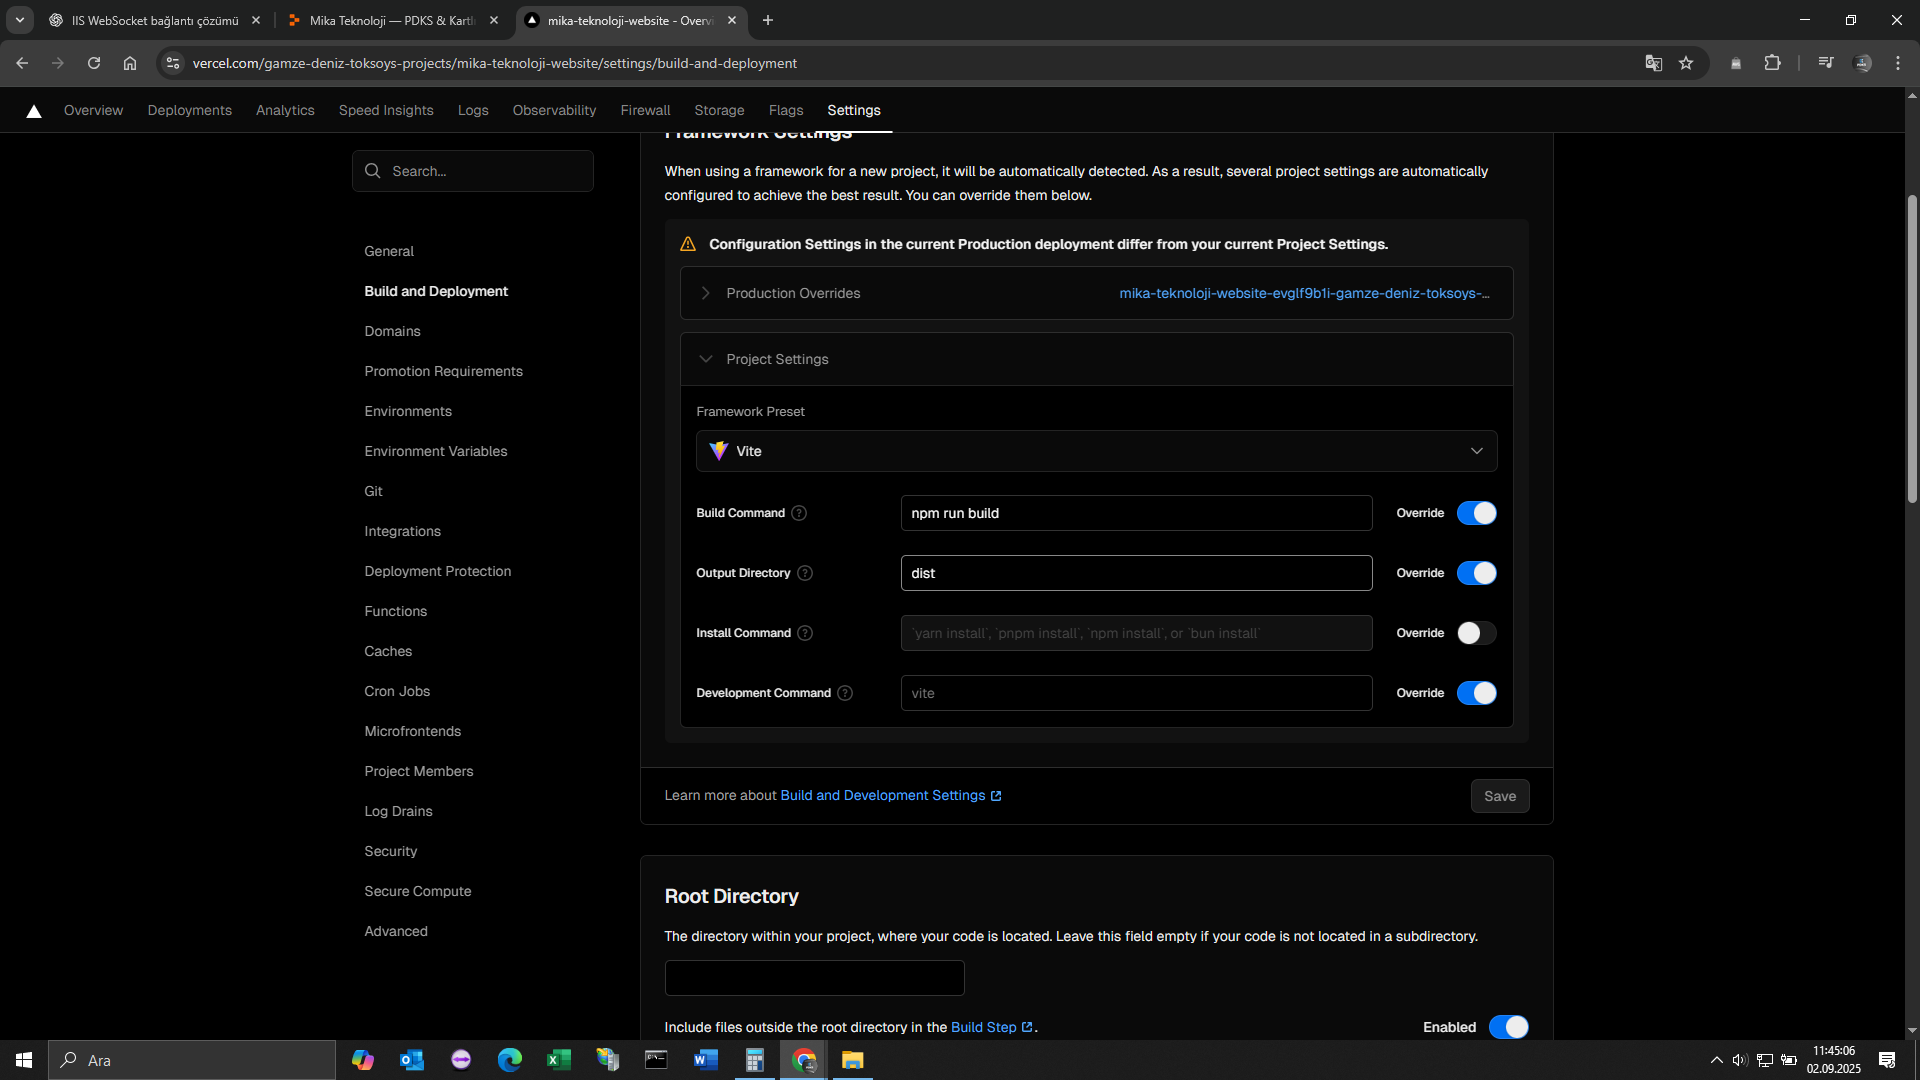 IIS WebSocket bağlantı çözümü
Mika Teknoloji — PDKS & Kartl
mika-teknoloji-website - Overvi
vercel.com/gamze-deniz-toksoys-projects/mika-teknoloji-website/settings/build-and-deployment
Overview
Deployments
Analytics
Speed Insights
Logs
Observability
Firewall
Storage
Flags
Settings
Search...
General
Build and Deployment
Domains
Promotion Requirements
Environments
Environment Variables
Git
Integrations
Deployment Protection
Functions
Caches
Cron Jobs
Microfrontends
Project Members
Log Drains
Security
Secure Compute
Advanced
Framework Settings
When using a framework for a new project, it will be automatically detected. As a result, several project settings are automatically
configured to achieve the best result. You can override them below.
Configuration Settings in the current Production deployment differ from your current Project Settings.
Production Overrides
mika-teknoloji-website-evglf9b1i-gamze-deniz-toksoys-...
Project Settings
Framework Preset
Vite
Build Command
npm run build
Override
Output Directory
dist
Override
Install Command
`yarn install`, `pnpm install`, `npm install`, or `bun install`
Override
Development Command
vite
Override
Learn more about Build and Development Settings
Save
Root Directory
The directory within your project, where your code is located. Leave this field empty if your code is not located in a subdirectory.
Include files outside the root directory in the Build Step .
Enabled
Ara
11:45:06
02.09.2025